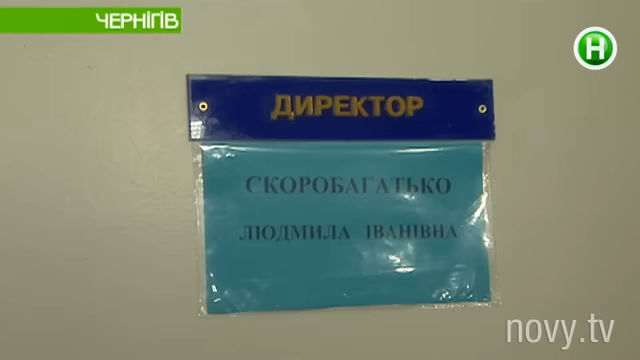 ЧЕРНІГІВ
Н
ДИРЕКТОР
СКОРОБАГАТЬКО
ЛЮДМИЛА ІВАНІВНА
novy.tv